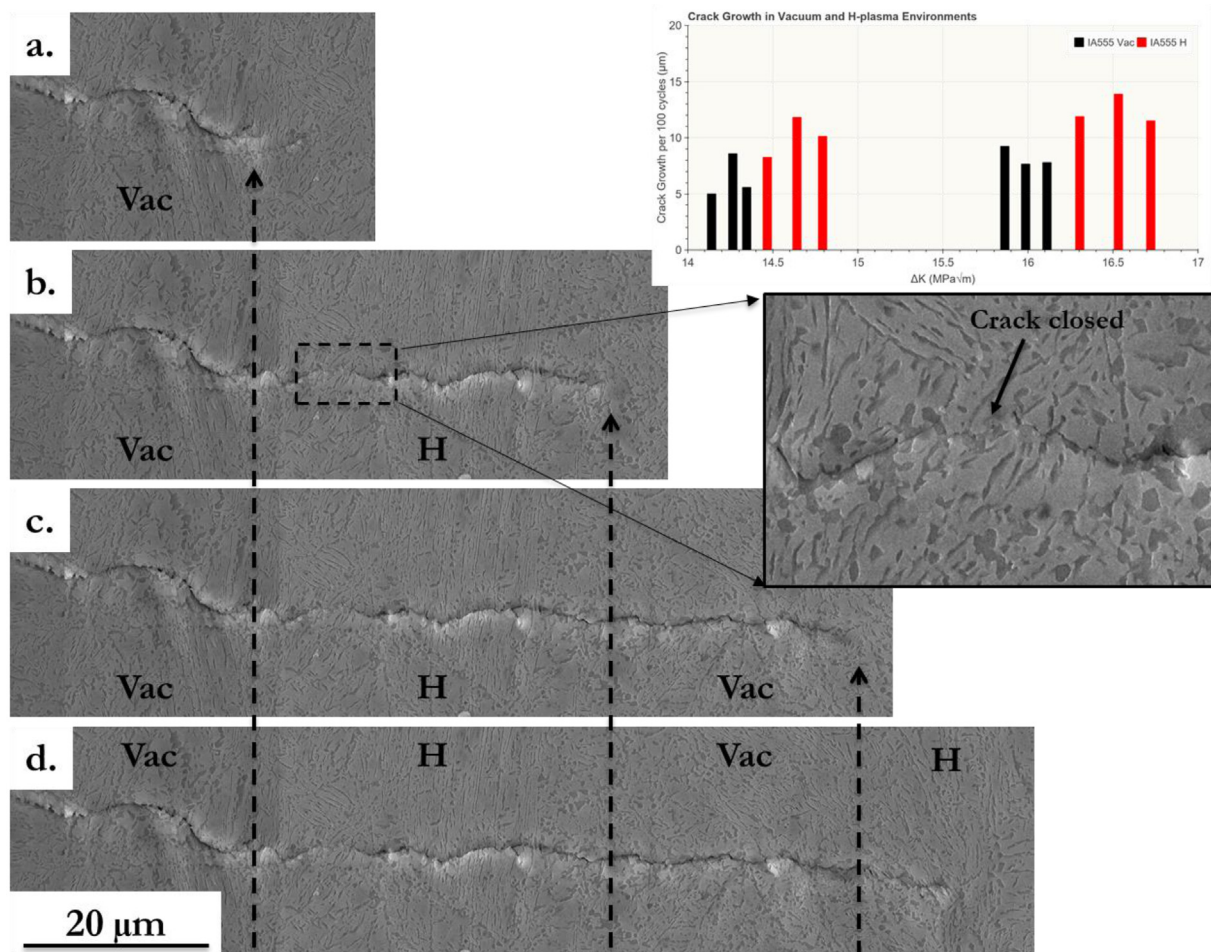 a.
Vac
Crack Growth in Vacuum and H-plasma Environments
IA555 Vac IA555 H
Crack Growth per 100 cycles (μm)
20
15
10
5
0
14 14.5 15 15.5 16 16.5 17
ΔK (MPa√m)
b.
Vac H
Crack closed
c.
Vac H Vac
d.
Vac H Vac H
20 μm